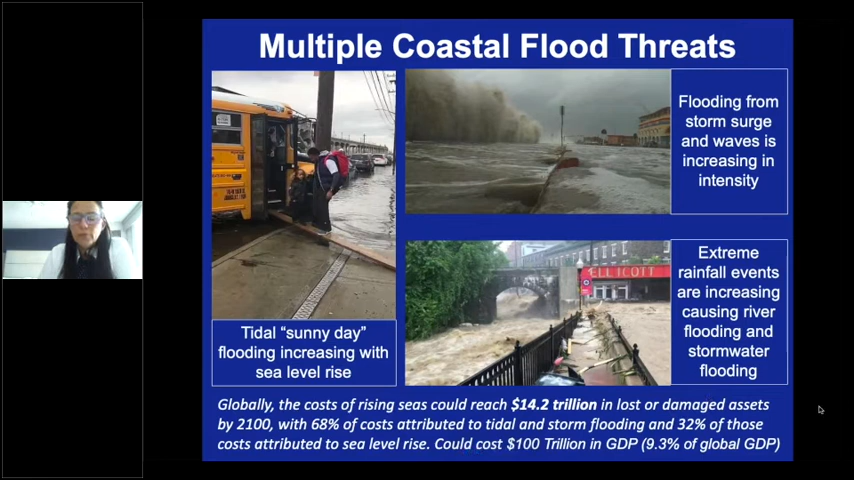 Multiple Coastal Flood Threats
Flooding from
storm surge
and waves is
increasing in
intensity
ELLICOTT
Extreme
rainfall events
are increasing
causing river
flooding and
stormwater
flooding
Tidal “sunny day”
flooding increasing with
sea level rise
Globally, the costs of rising seas could reach $14.2 trillion in lost or damaged assets
by 2100, with 68% of costs attributed to tidal and storm flooding and 32% of those
costs attributed to sea level rise. Could cost $100 Trillion in GDP (9.3% of global GDP)